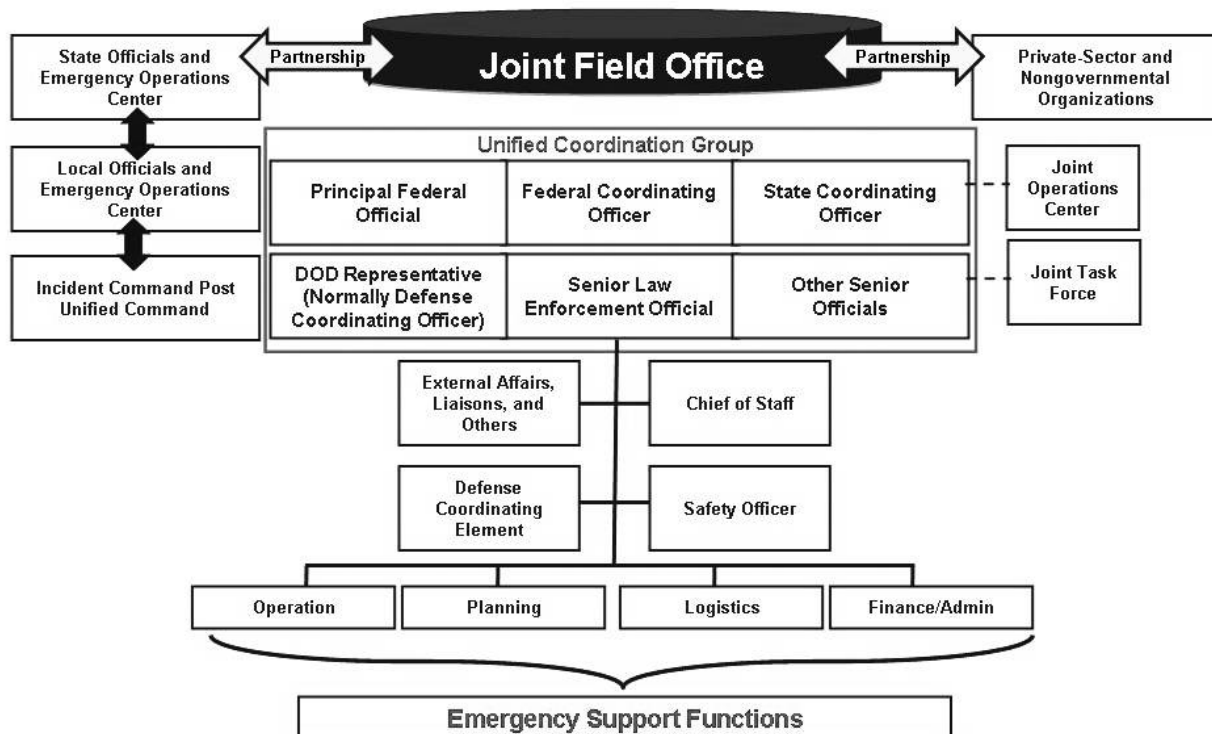 State Officials and
Emergency Operations
Center
Partnership
Joint Field Office
Partnership
Private-Sector and
Nongovernmental
Organizations
Local Officials and
Emergency Operations
Center
Incident Command Post
Unified Command
Unified Coordination Group
Principal Federal
Official
Federal Coordinating
Officer
State Coordinating
Officer
DOD Representative
(Normally Defense
Coordinating Officer)
Senior Law
Enforcement Official
Other Senior
Officials
Joint
Operations
Center
Joint Task
Force
External Affairs,
Liaisons, and
Others
Chief of Staff
Defense
Coordinating
Element
Safety Officer
Operation
Planning
Logistics
Finance/Admin
Emergency Support Functions